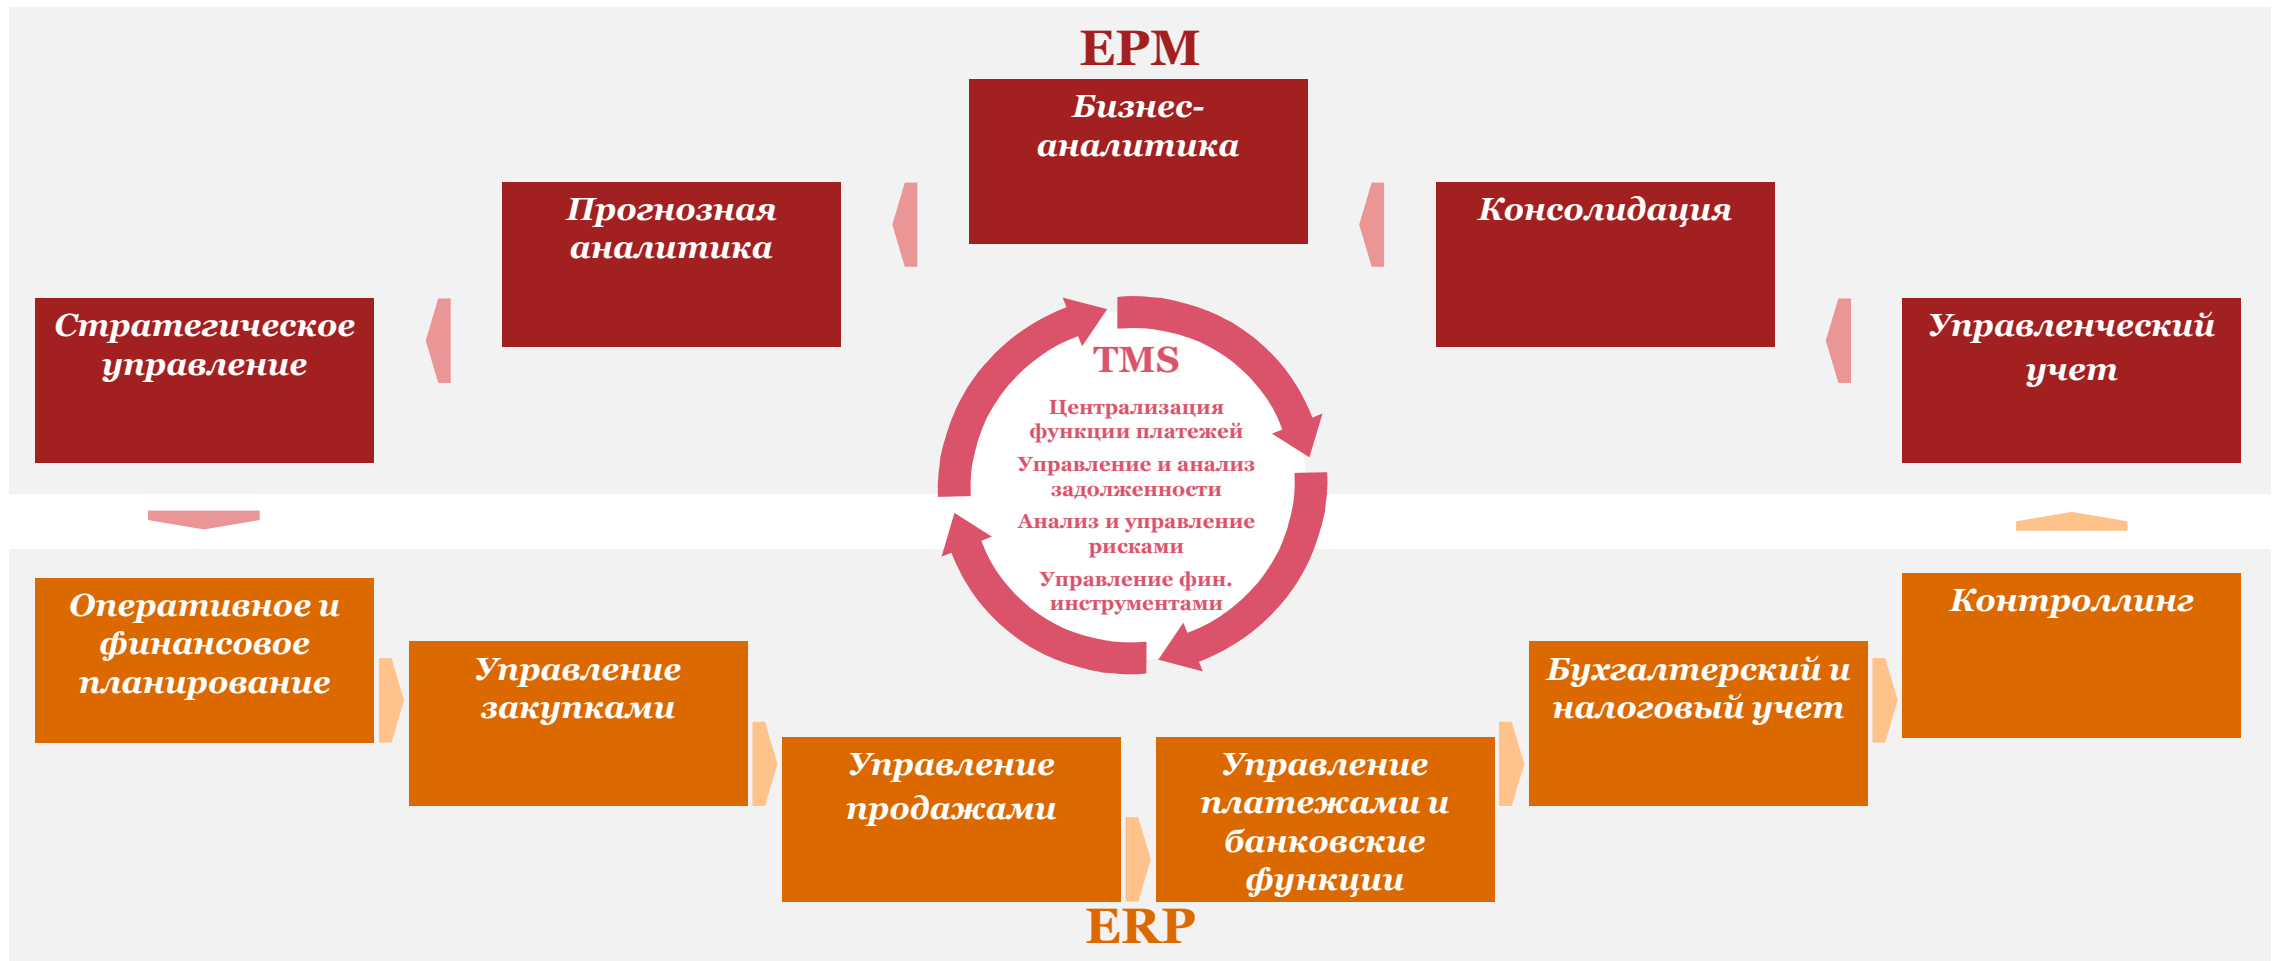 EPM
Бизнес-
аналитика
Прогнозная
аналитика
Консолидация
Стратегическое
управление
Управленческий
учет
TMS
Централизация
функции платежей
Управление и анализ
задолженности
Анализ и управление
рисками
Управление фин.
инструментами
Оперативное и
финансовое
планирование
Управление
закупками
Управление
продажами
Управление
платежами и
банковские
функции
Бухгалтерский и
налоговый учет
Контроллинг
ERP